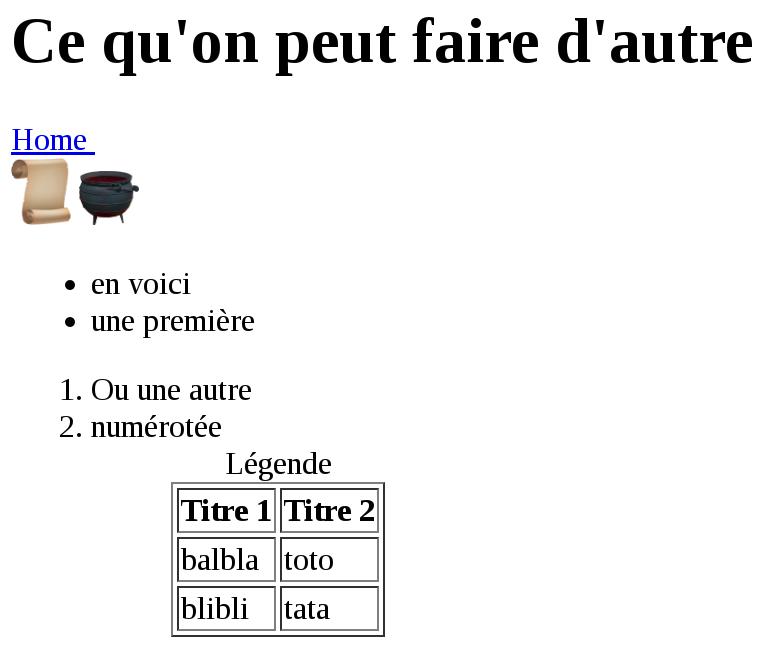 Ce qu'on peut faire d'autre
Home
• en voici
• une première
1. Ou une autre
2. numérotée
Légende
Titre 1 Titre 2
balbla toto
blibli tata